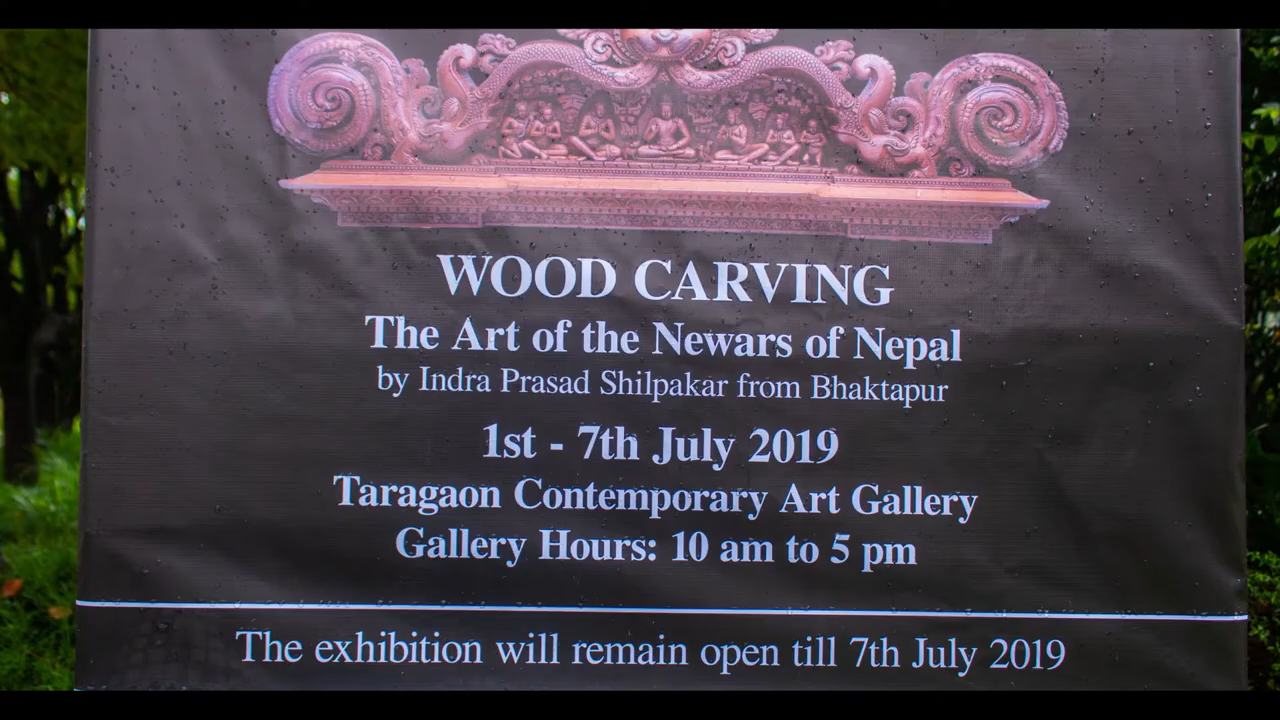 WOOD CARVING
The Art of the Newars of Nepal
by Indra Prasad Shilpakar from Bhaktapur
1st - 7th July 2019
Taragaon Contemporary Art Gallery
Gallery Hours: 10 am to 5 pm
The exhibition will remain open till 7th July 2019